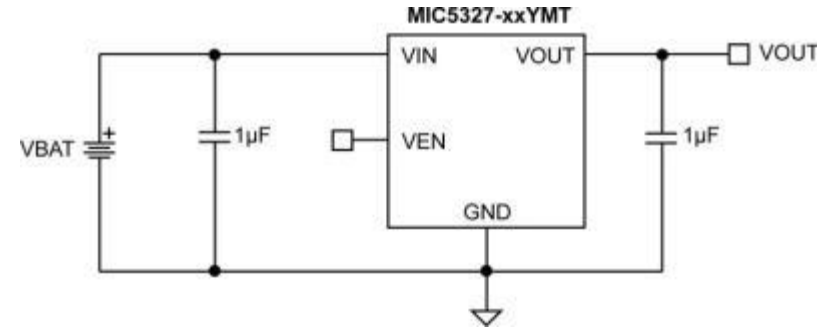 MIC5327-xxYMT
VIN
VOUT
VOUT
+
VBAT
1µF
VEN
1µF
GND